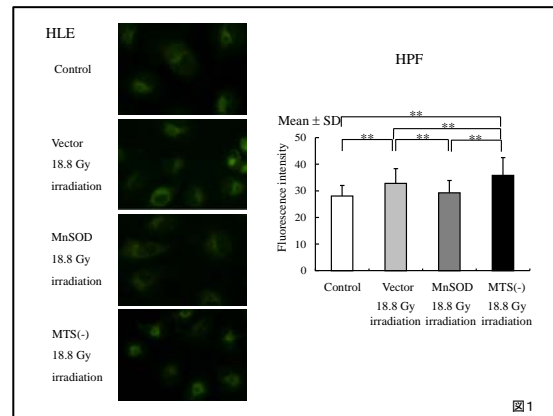 HLE
Control
Vector
18.8 Gy
irradiation
MnSOD
18.8 Gy
irradiation
MTS(-)
18.8 Gy
irradiation
HPF
Mean ± SD
**
**
** ** **
Fluorescence intensity
50
40
30
20
10
0
Control Vector MnSOD MTS(-)
18.8 Gy 18.8 Gy 18.8 Gy
irradiation irradiation irradiation
図1